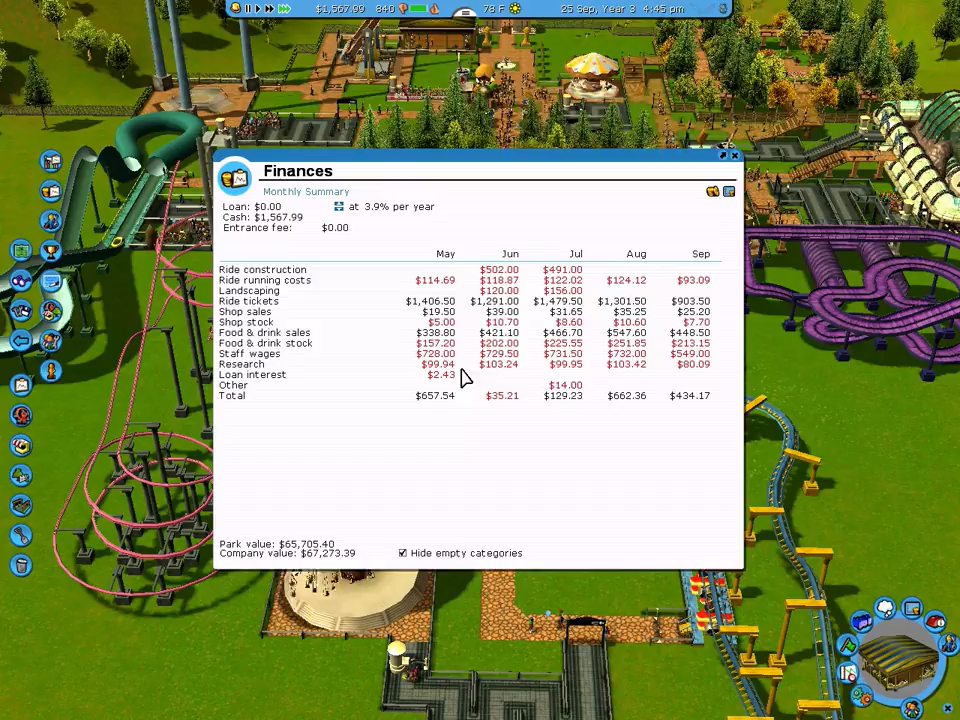 $1,567.99 840 78 F 25 Sep, Year 3 4:45 pm
Finances
Monthly Summary
Loan: $0.00 at 3.9% per year
Cash: $1,567.99
Entrance fee: $0.00
May Jun Jul Aug Sep
Ride construction $502.00 $491.00
Ride running costs $114.69 $118.87 $122.02 $124.12 $93.09
Landscaping $120.00 $156.00
Ride tickets $1,406.50 $1,291.00 $1,479.50 $1,301.50 $903.50
Shop sales $19.50 $39.00 $31.65 $35.25 $25.20
Shop stock $5.00 $10.70 $8.60 $10.60 $7.70
Food & drink sales $338.80 $421.10 $466.70 $547.60 $448.50
Food & drink stock $157.20 $202.00 $225.55 $251.85 $213.15
Staff wages $728.00 $729.50 $731.50 $732.00 $549.00
Research $99.94 $103.24 $99.95 $103.42 $80.09
Loan interest $2.43
Other $14.00
Total $657.54 $35.21 $129.23 $662.36 $434.17
Park value: $65,705.40
Company value: $67,273.39 Hide empty categories